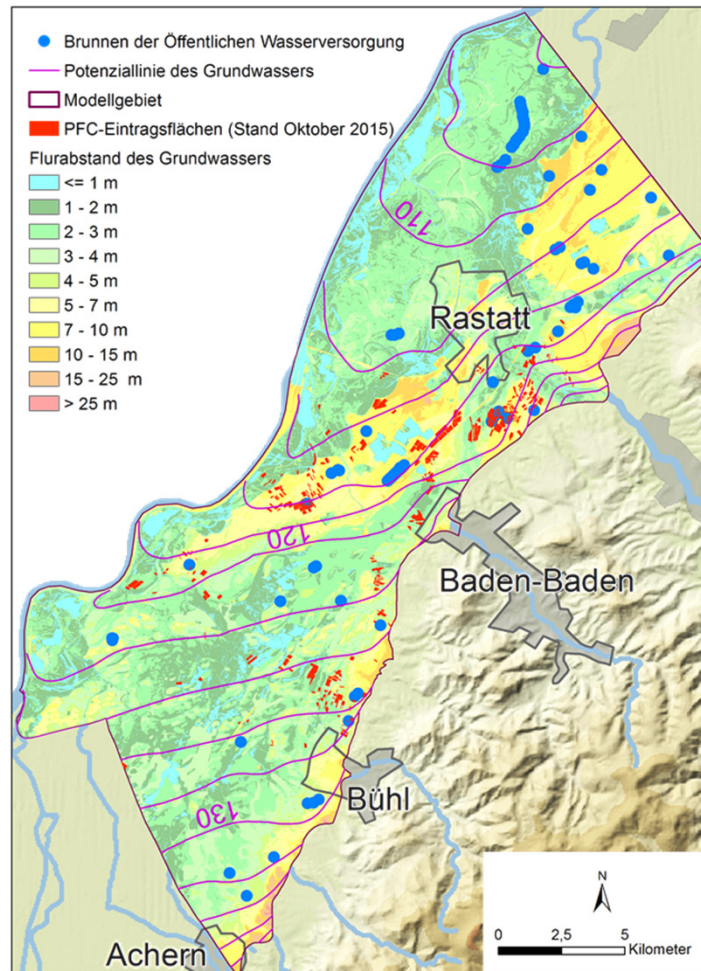 Brunnen der Öffentlichen Wasserversorgung
Potenziallinie des Grundwassers
Modellgebiet
PFC-Eintragsflächen (Stand Oktober 2015)
Flurabstand des Grundwassers
<= 1 m
1 - 2 m
2 - 3 m
3 - 4 m
4 - 5 m
5 - 7 m
7 - 10 m
10 - 15 m
15 - 25 m
> 25 m
110
Rastatt
120
Baden-Baden
130
Bühl
Achern
N
0 2,5 5
Kilometer